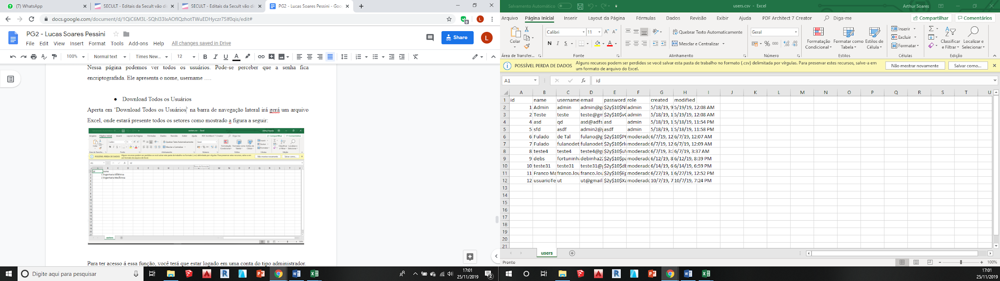 (7) WhatsApp
SECULT - Editais da Secult vão di
SECULT - Editais da Secult vão di
PG2 - Lucas Soares Pessini - Goo
docs.google.com/document/d/1QiC6M3L-SQhl33IxAOflQzhotTWuEDHyczr75lf0qis/edit#
PG2 - Lucas Soares Pessini
File Edit View Insert Format Tools Add-ons Help All changes saved in Drive
Share
L
100% Normal text Times New... 12
Nessa página podemos ver todos os usuários. Pode-se perceber que a senha fica
encriptografada. Ele apresenta o nome, username ….
● Download Todos os Usuários
Aperta em ‘Download Todos os Usuários’ na barra de navegação lateral irá gerá um arquivo
Excel, onde estará presente todos os setores como mostrado a figura a seguir:
sectors.csv - Excel
Arthur Soares
id name
1 Engenharia ElÃ©trica
2 Engenharia MecÃ¢nica
sectors
Para ter acesso á essa função, você terá que estar logado em uma conta do tipo administrador.
Digite aqui para pesquisar
17:01
25/11/2019
2
Salvamento Automático
users.csv - Excel
Arthur Soares
Arquivo Página Inicial Inserir Layout da Página Fórmulas Dados Revisão Exibir Ajuda PDF Architect 7 Creator Diga-me Compartilhar Comentários
Colar
Área de Transfer...
Calibri 11
N I S
Fonte
Quebrar Texto Automaticamente
Mesclar e Centralizar
Alinhamento
Geral
% 000
Número
Formatação Condicional
Formatar como Tabela
Estilos de Célula
Estilos
Inserir
Excluir
Formatar
Células
Classificar e Filtrar
Localizar e Selecionar
Edição
POSSÍVEL PERDA DE DADOS Alguns recursos podem ser perdidos se você salvar esta pasta de trabalho no formato (.csv) delimitada por vírgulas. Para preservar estes recursos, salve-a em
um formato de arquivo do Excel.
Não mostrar novamente Salvar como...
A1 fx id
A B C D E F G H I J K L M N O P Q R S T U
1 id name username email password role created modified
2 1 Admin admin admin@g $2y$10$N admin 5/18/19, 9 5/19/19, 12:08 AM
3 2 Teste teste teste@gm $2y$10$v admin 5/18/19, 1 5/19/19, 12:08 AM
4 4 asd qd asd@adfs asd admin 5/18/19, 1 5/18/19, 11:54 PM
5 5 sfd asdf admin2@ asdf admin 5/18/19, 1 5/18/19, 11:58 PM
6 6 Fulado de Tal fulano@g $2y$10$P moderado 6/7/19, 12 6/7/19, 12:07 AM
7 7 Fulado fulanodet fulanodet $2y$10$rl moderado 6/7/19, 12 6/7/19, 12:09 AM
8 8 teste4 teste4 teste4@g $2y$10$u moderado 6/7/19, 3: 6/7/19, 3:37 AM
9 9 debs fortuninh debinha22 $2y$10$pa moderado 6/12/19, 8 6/12/19, 8:39 PM
10 10 teste31 teste31 teste31@ $2y$10$d moderado 6/14/19, 6 6/14/19, 6:59 PM
11 11 Franco Ma franco.lou franco.lou $2y$10$Ep moderado 6/27/19, 1 6/27/19, 12:52 PM
12 12 usuarioTe ut ut@gmail $2y$10$Xa moderado 10/7/19, 7 10/7/19, 7:24 PM
13
14
15
16
17
18
19
20
21
users
Pronto
100%
17:01
25/11/2019